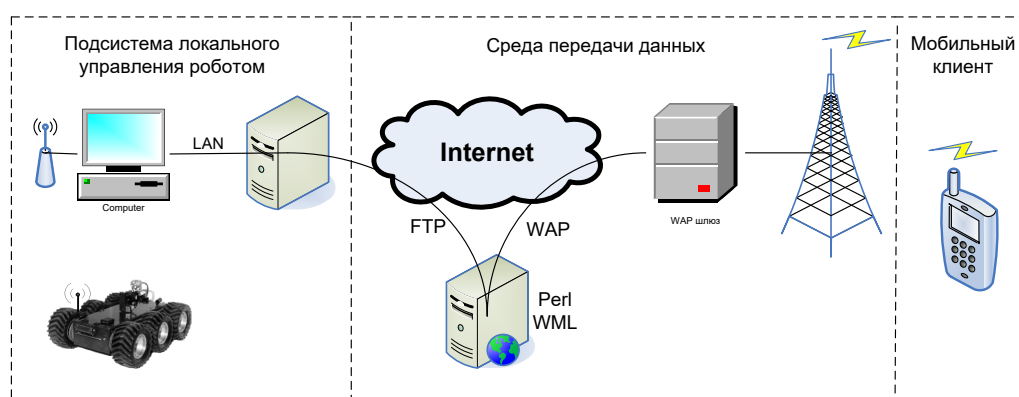 Подсистема локального
управления роботом
Среда передачи данных
Мобильный
клиент
LAN
Computer
Internet
WAP шлюз
FTP
WAP
Perl
WML